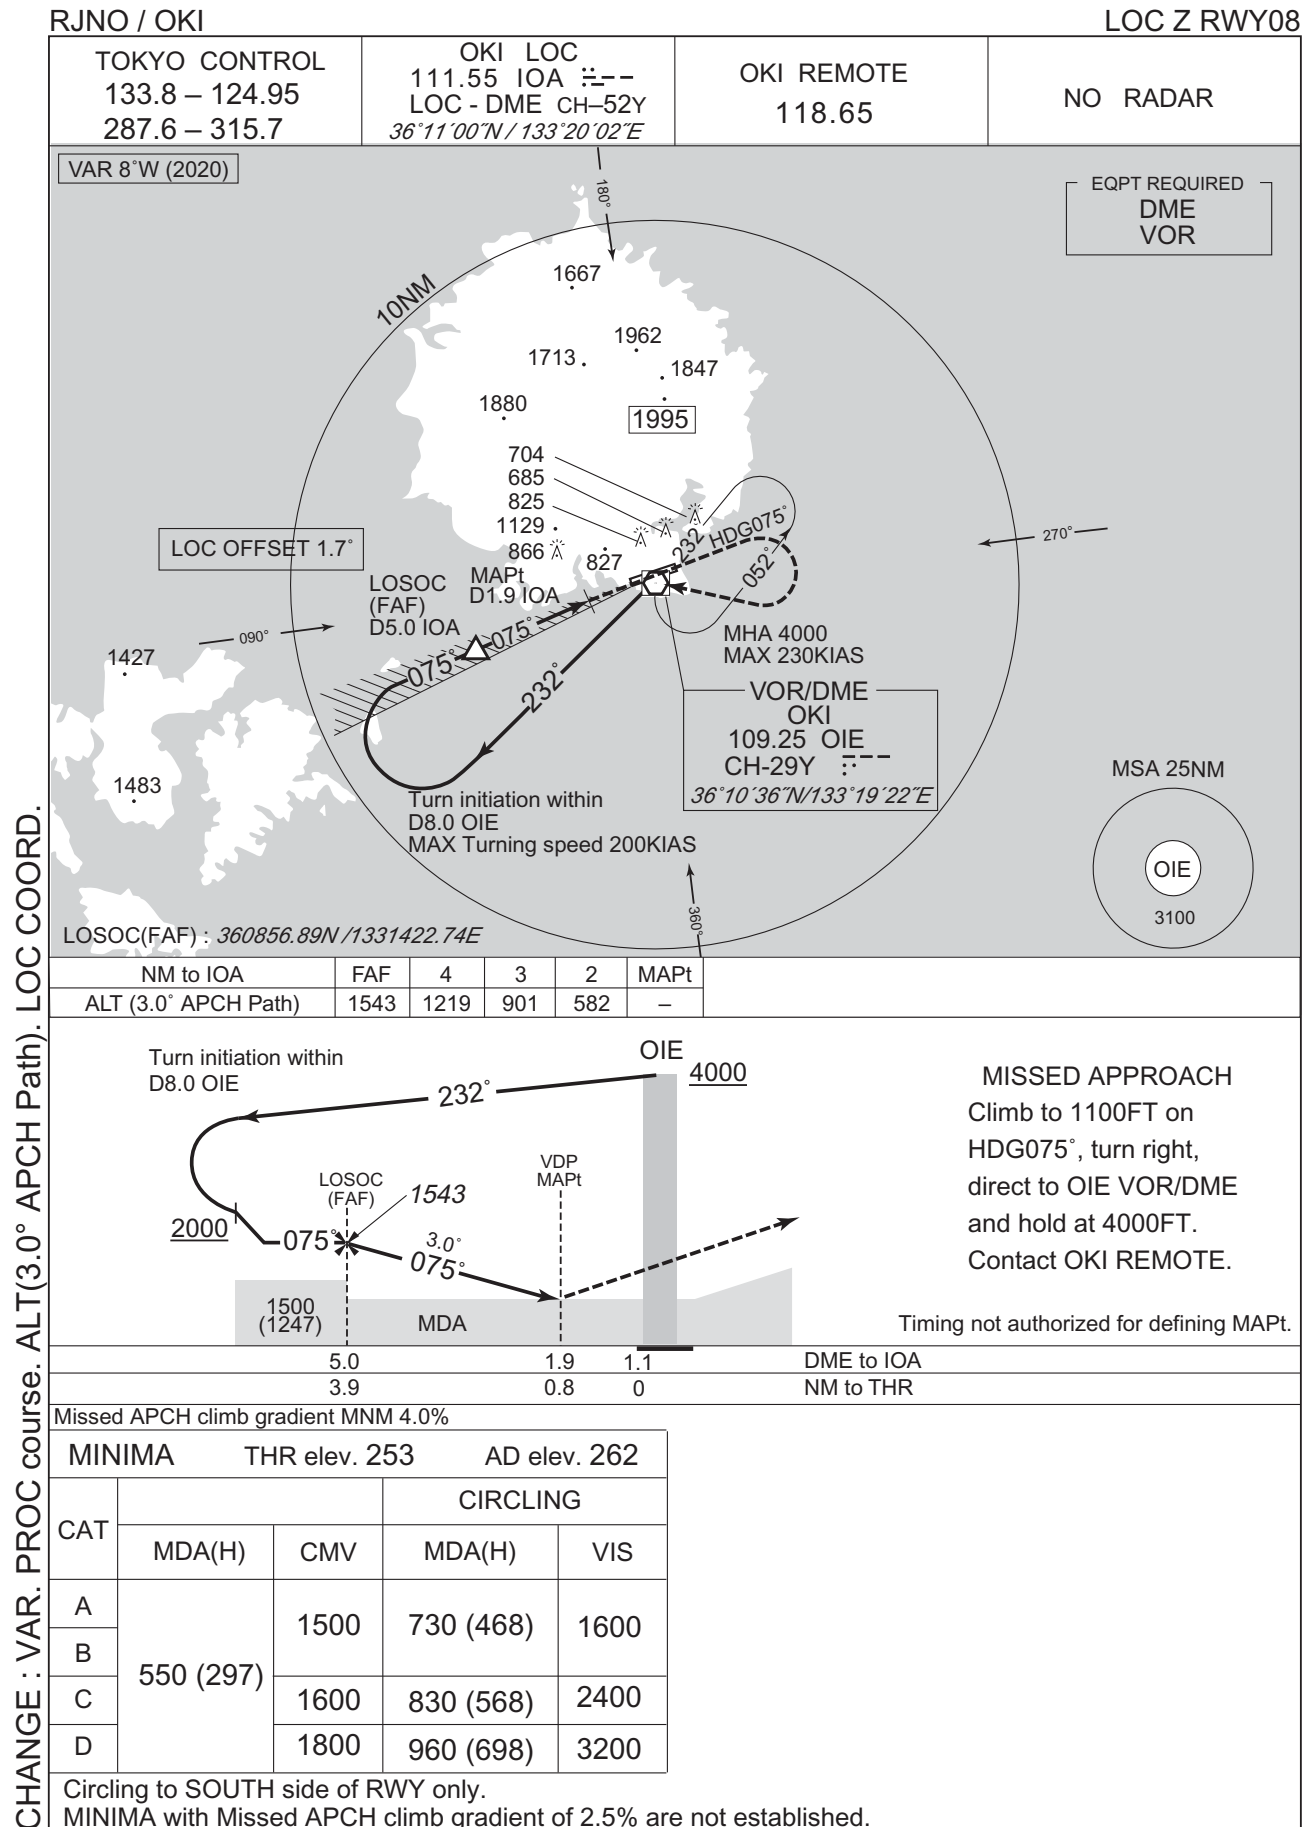 RJNO / OKI
LOC Z RWY08
TOKYO CONTROL
133.8 – 124.95
287.6 – 315.7
OKI LOC
111.55 IOA
LOC - DME CH–52Y
36˚11´00˝N / 133˚20´02˝E
OKI REMOTE
118.65
NO RADAR
VAR 8˚W (2020)
EQPT REQUIRED
DME
VOR
180˚
10NM
1667
1962
1713
1847
1880
1995
704
685
825
1129
866
827
LOC OFFSET 1.7˚
LOSOC
(FAF)
D5.0 IOA
MAPt
D1.9 IOA
232˚
HDG075˚
052˚
270˚
090˚
075˚
075˚
232˚
1427
1483
MHA 4000
MAX 230KIAS
VOR/DME
OKI
109.25 OIE
CH-29Y
36˚10´36˝N/133˚19´22˝E
Turn initiation within
D8.0 OIE
MAX Turning speed 200KIAS
MSA 25NM
OIE
3100
360˚
LOSOC(FAF) : 360856.89N /1331422.74E
NM to IOA FAF 4 3 2 MAPt
ALT (3.0˚ APCH Path) 1543 1219 901 582 –
Turn initiation within
D8.0 OIE
OIE
4000
232˚
LOSOC
(FAF)
1543
VDP
MAPt
2000
075˚
3.0˚
075˚
1500
(1247)
MDA
MISSED APPROACH
Climb to 1100FT on
HDG075˚, turn right,
direct to OIE VOR/DME
and hold at 4000FT.
Contact OKI REMOTE.
Timing not authorized for defining MAPt.
5.0 1.9 1.1 DME to IOA
3.9 0.8 0 NM to THR
Missed APCH climb gradient MNM 4.0%
MINIMA THR elev. 253 AD elev. 262
CAT
CIRCLING
MDA(H) CMV MDA(H) VIS
A
B
C
D
550 (297)
1500 730 (468) 1600
1600 830 (568) 2400
1800 960 (698) 3200
Circling to SOUTH side of RWY only.
MINIMA with Missed APCH climb gradient of 2.5% are not established.
CHANGE : VAR. PROC course. ALT(3.0° APCH Path). LOC COORD.